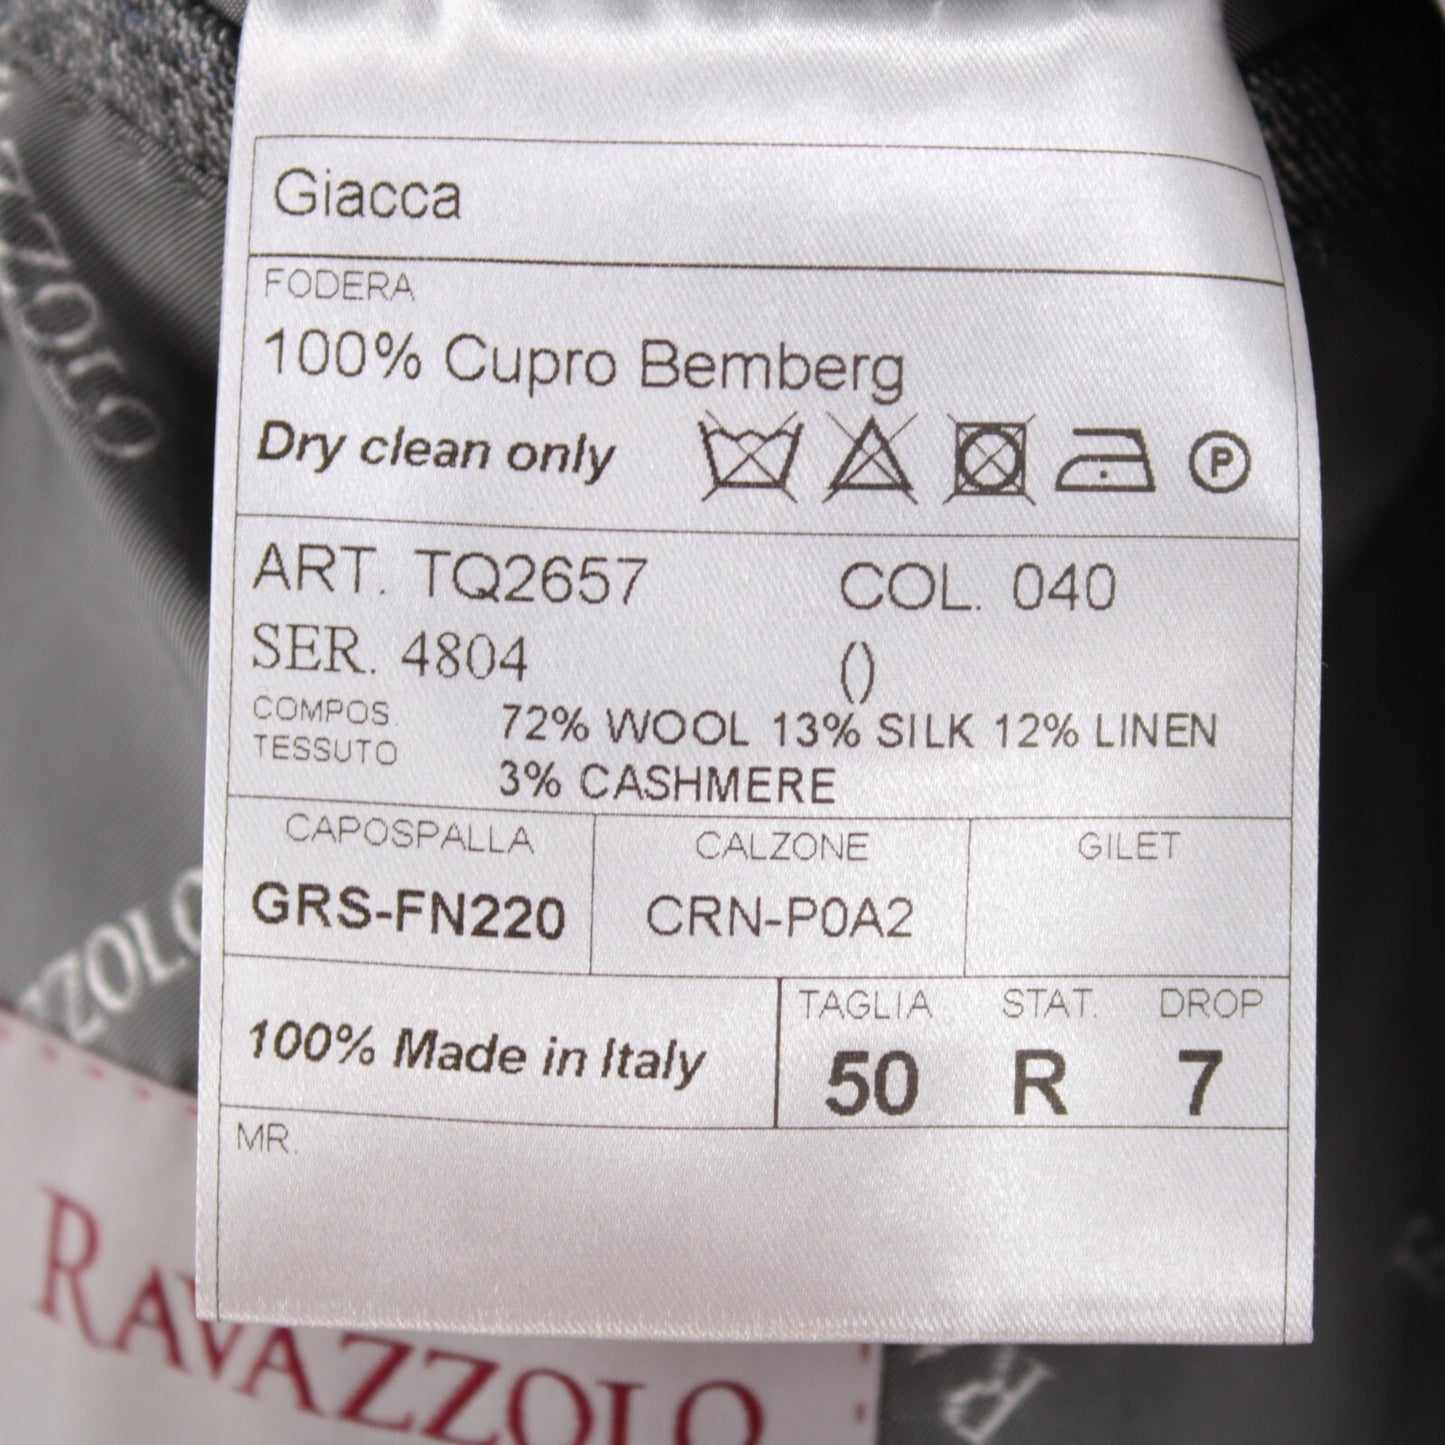 Giacca
FODERA
100% Cupro Bemberg
Dry clean only P
ART. TQ2657 COL. 040
SER. 4804 ()
COMPOS. TESSUTO
72% WOOL 13% SILK 12% LINEN
3% CASHMERE
CAPOSPALLA CALZONE GILET
GRS-FN220 CRN-P0A2
100% Made in Italy
TAGLIA STAT. DROP
50 R 7
MR.
RAVAZZOLO